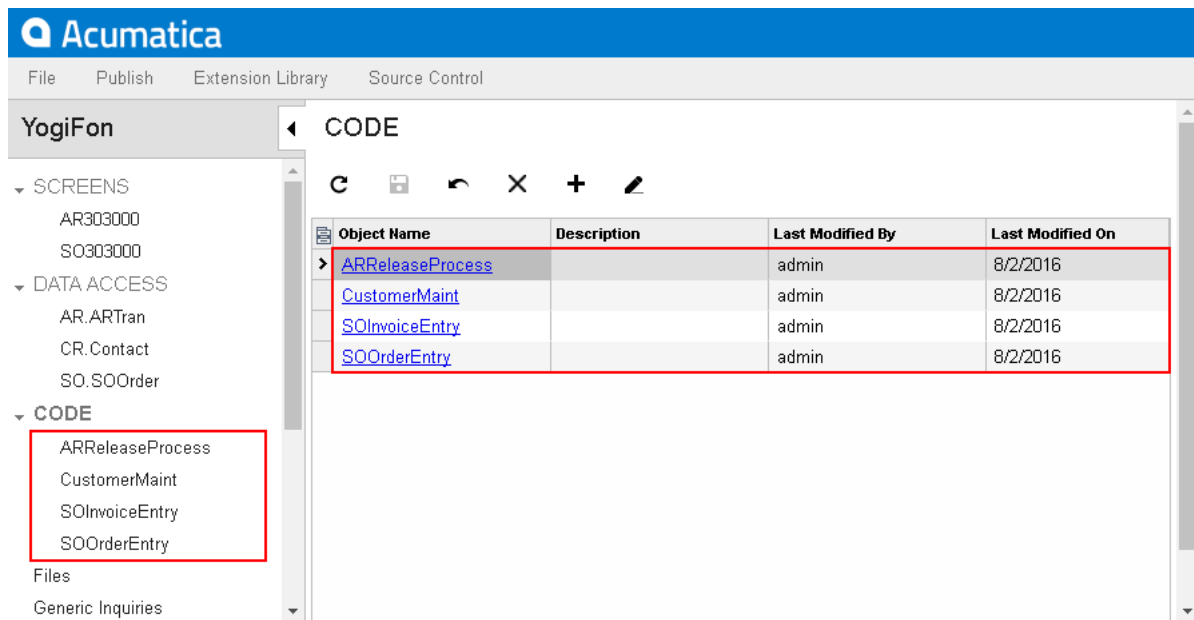 Acumatica
File Publish Extension Library Source Control
YogiFon
SCREENS
AR303000
SO303000
DATA ACCESS
AR.ARTran
CR.Contact
SO.SOOrder
CODE
ARReleaseProcess
CustomerMaint
SOInvoiceEntry
SOOrderEntry
Files
Generic Inquiries
CODE
Object Name Description Last Modified By Last Modified On
ARReleaseProcess admin 8/2/2016
CustomerMaint admin 8/2/2016
SOInvoiceEntry admin 8/2/2016
SOOrderEntry admin 8/2/2016